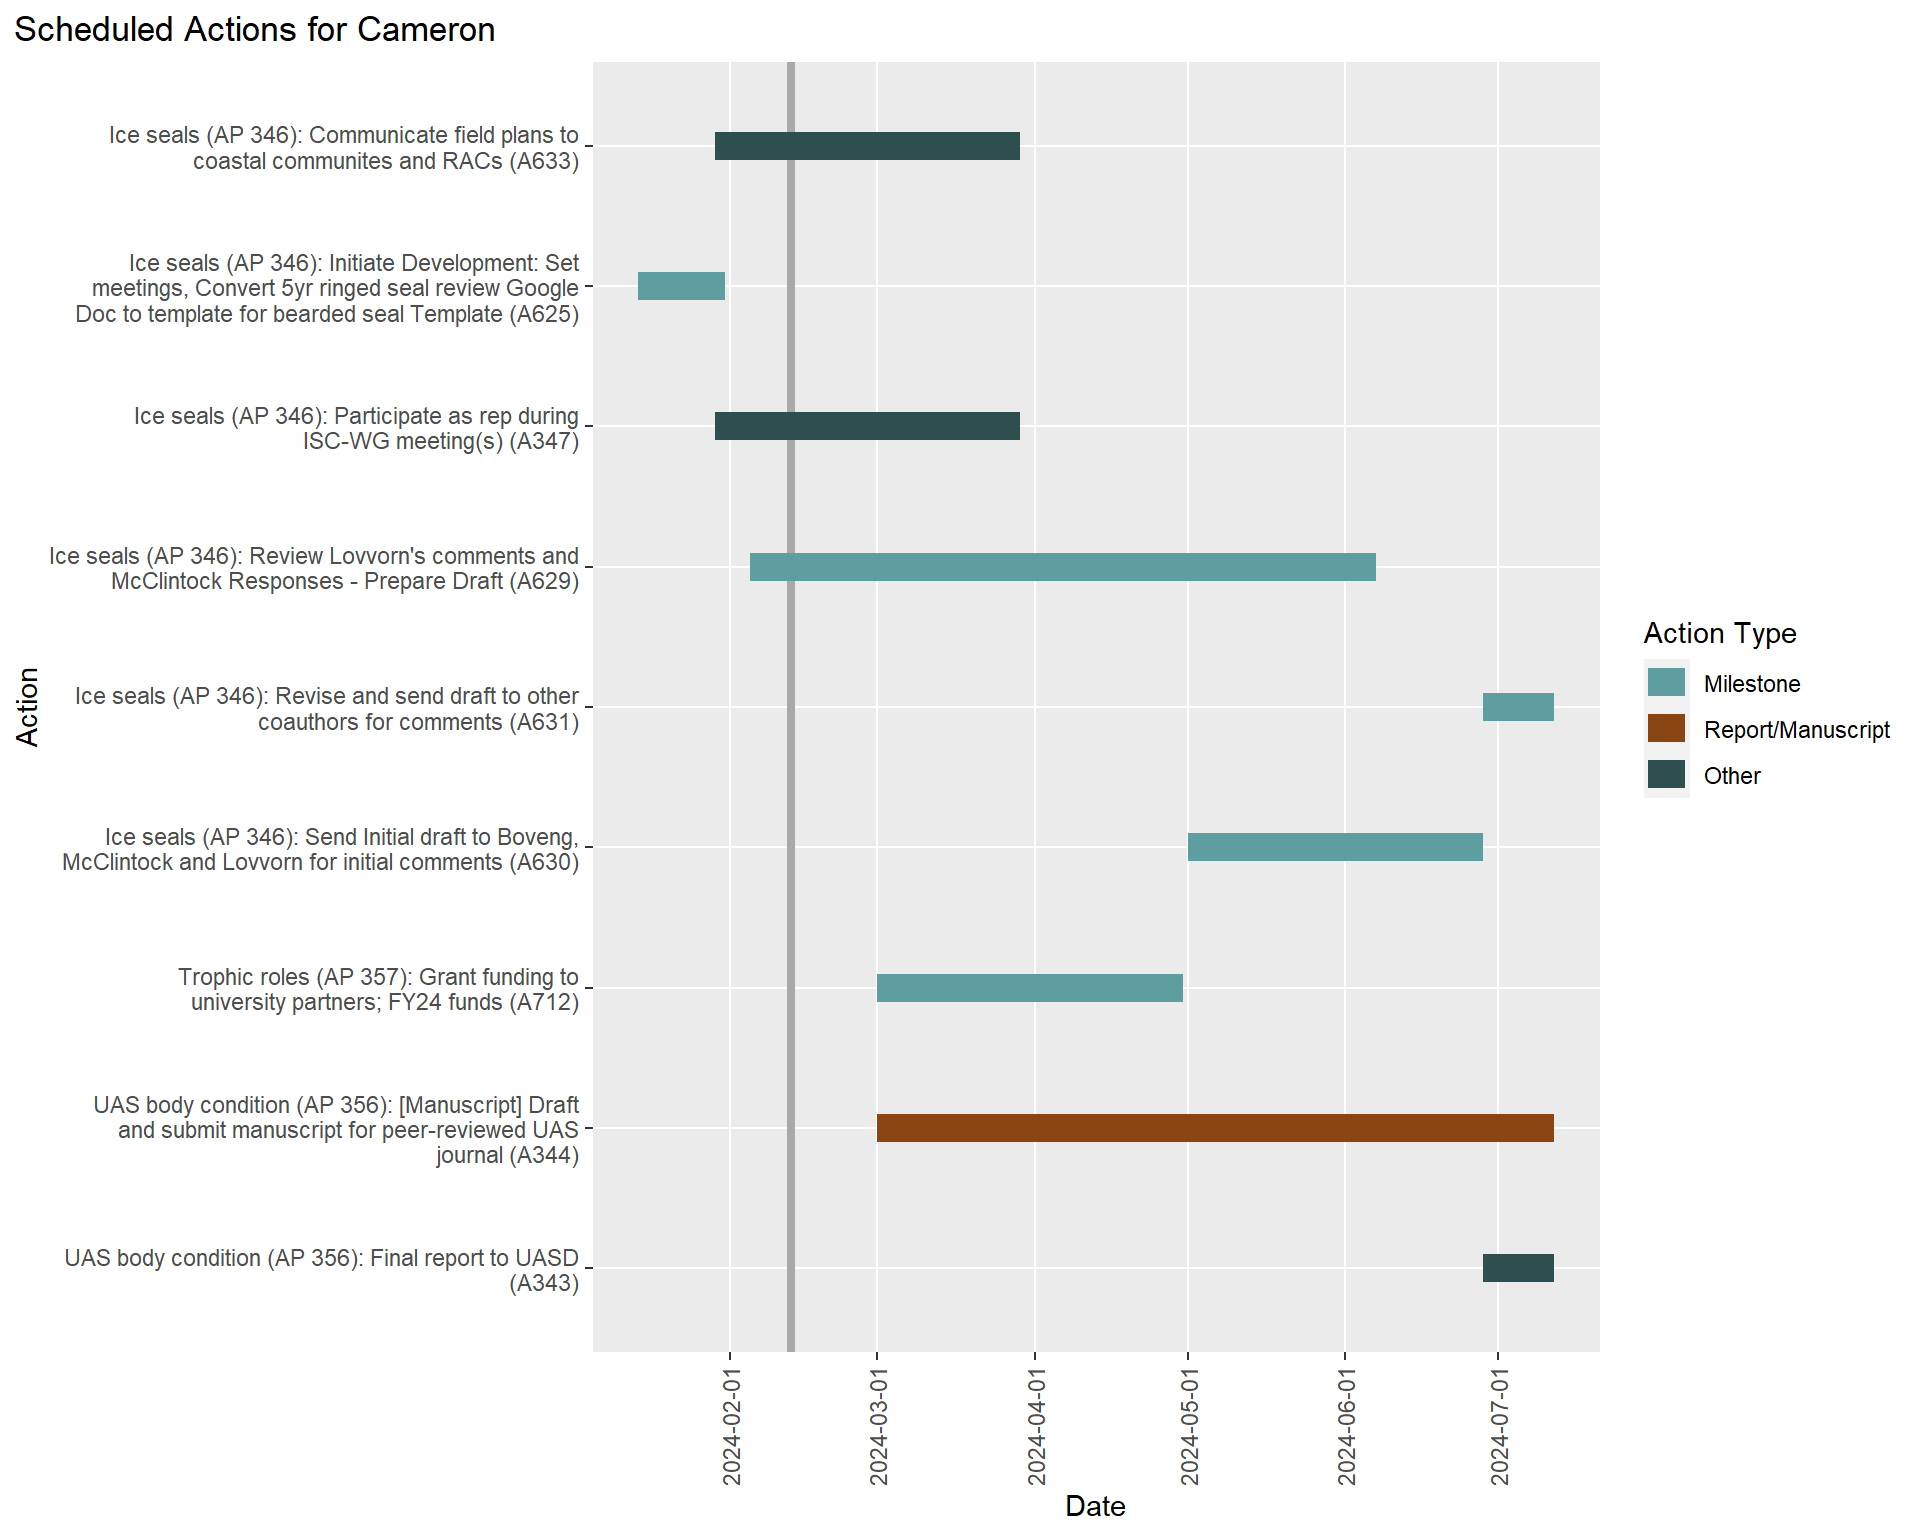 Scheduled Actions for Cameron
Ice seals (AP 346): Communicate field plans to
coastal communites and RACs (A633)
Ice seals (AP 346): Initiate Development: Set
meetings, Convert 5yr ringed seal review Google
Doc to template for bearded seal Template (A625)
Ice seals (AP 346): Participate as rep during
ISC-WG meeting(s) (A347)
Ice seals (AP 346): Review Lovvorn's comments and
McClintock Responses - Prepare Draft (A629)
Ice seals (AP 346): Revise and send draft to other
coauthors for comments (A631)
Ice seals (AP 346): Send Initial draft to Boveng,
McClintock and Lovvorn for initial comments (A630)
Trophic roles (AP 357): Grant funding to
university partners; FY24 funds (A712)
UAS body condition (AP 356): [Manuscript] Draft
and submit manuscript for peer-reviewed UAS
journal (A344)
UAS body condition (AP 356): Final report to UASD
(A343)
Action
2024-02-01
2024-03-01
2024-04-01
2024-05-01
2024-06-01
2024-07-01
Date
Action Type
Milestone
Report/Manuscript
Other